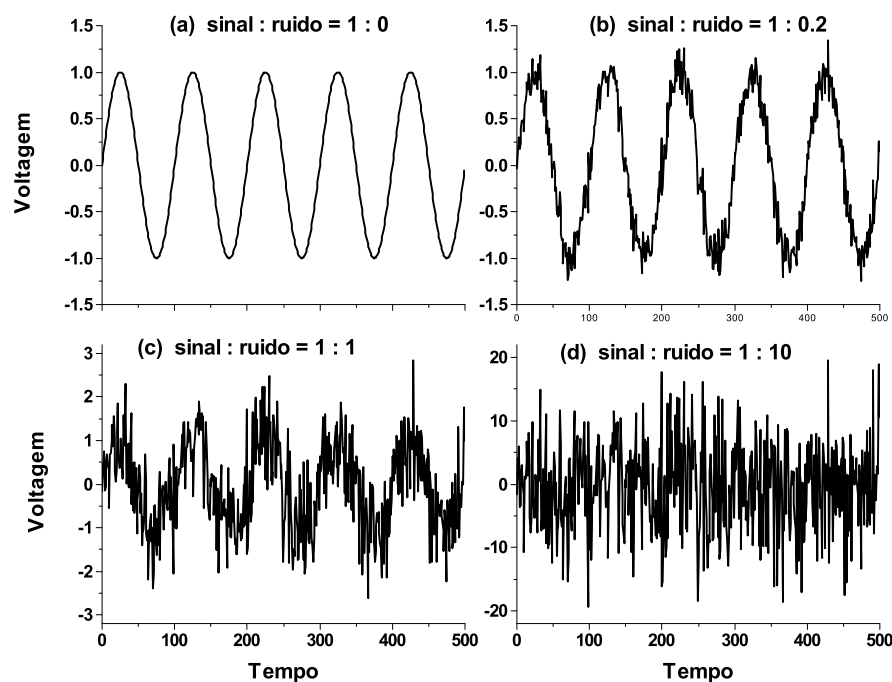 (a) sinal : ruido = 1 : 0
1.5
1.0
0.5
0.0
-0.5
-1.0
-1.5
Voltagem
(b) sinal : ruido = 1 : 0.2
1.5
1.0
0.5
0.0
-0.5
-1.0
-1.5
0 100 200 300 400 500
(c) sinal : ruido = 1 : 1
3
2
1
0
-1
-2
-3
Voltagem
0 100 200 300 400 500
Tempo
(d) sinal : ruido = 1 : 10
20
10
0
-10
-20
0 100 200 300 400 500
Tempo